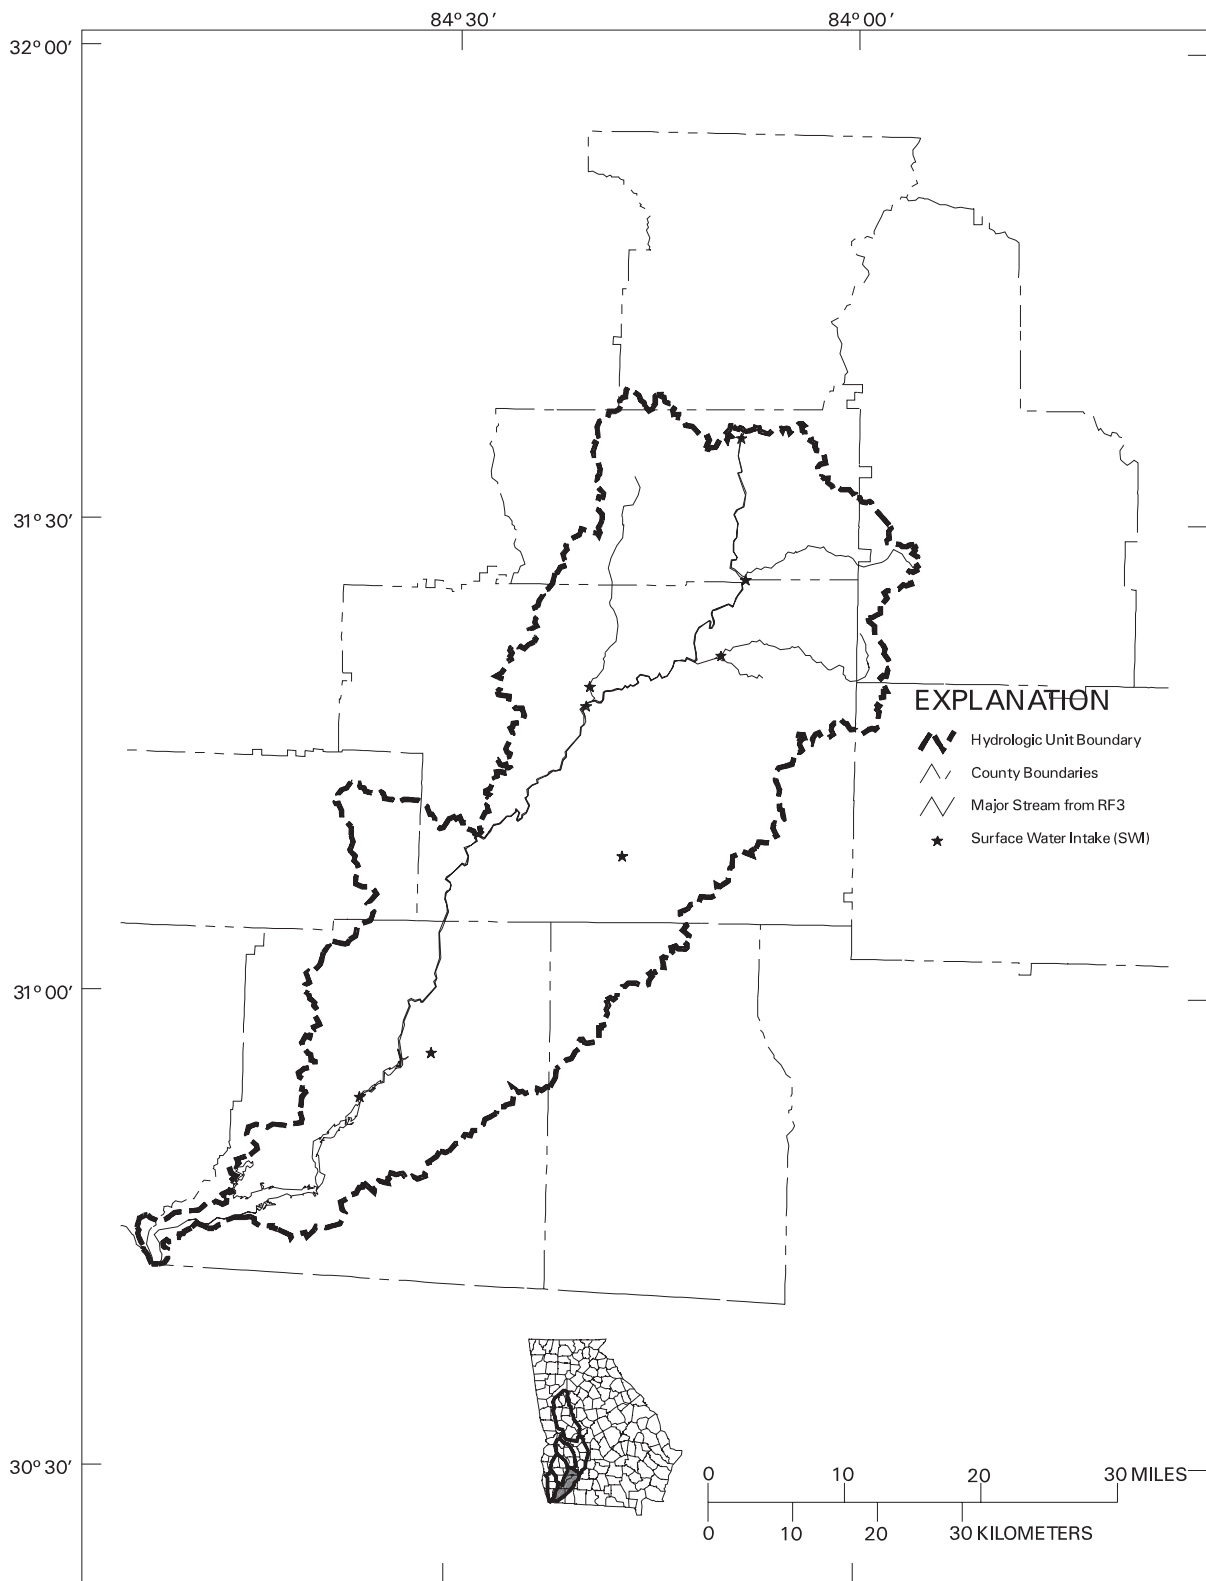 84° 30´
84° 00´
32° 00´
31° 30´
EXPLANATION
Hydrologic Unit Boundary
County Boundaries
Major Stream from RF3
Surface Water Intake (SWI)
31° 00´
30° 30´
0 10 20 30 MILES
0 10 20 30 KILOMETERS